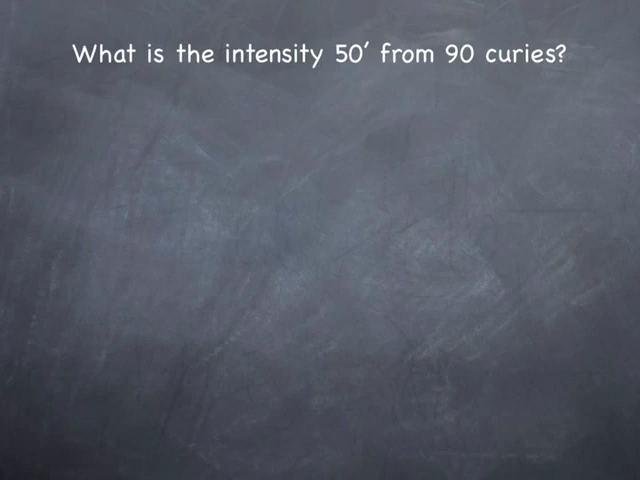 What is the intensity 50′ from 90 curies?